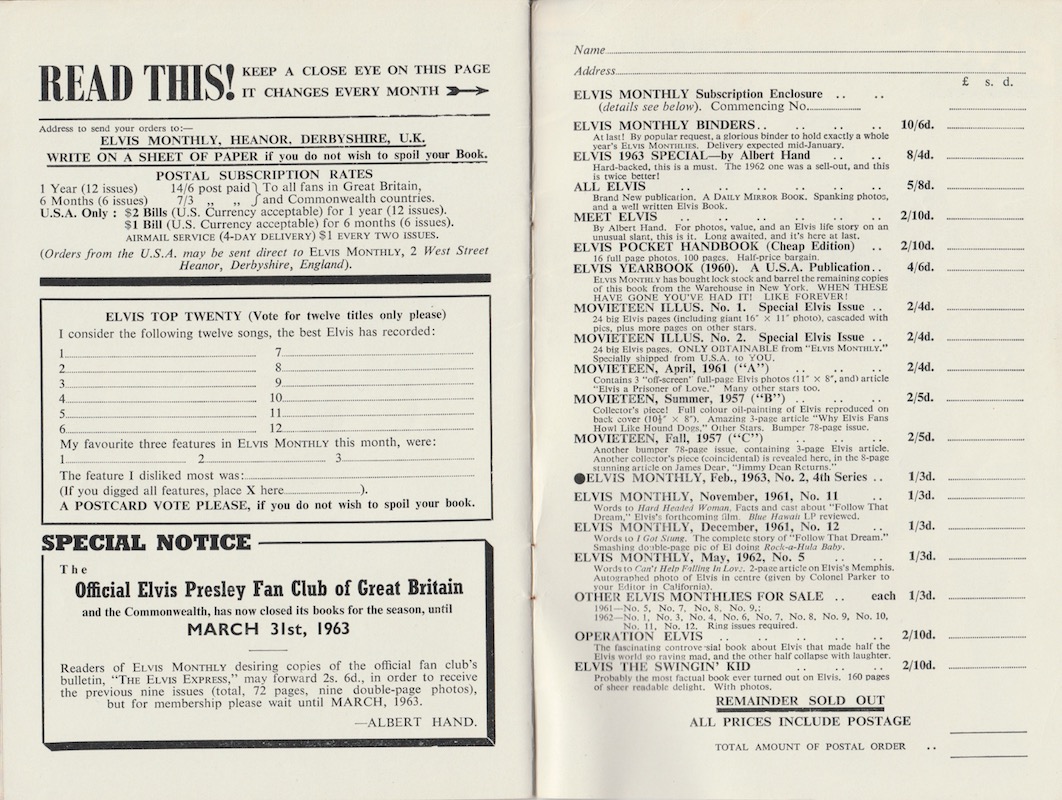 READ THIS! KEEP A CLOSE EYE ON THIS PAGE
IT CHANGES EVERY MONTH
Address to send your orders to:—
ELVIS MONTHLY, HEANOR, DERBYSHIRE, U.K.
WRITE ON A SHEET OF PAPER if you do not wish to spoil your Book.
POSTAL SUBSCRIPTION RATES
1 Year (12 issues) 14/6 post paid } To all fans in Great Britain,
6 Months (6 issues) 7/3 „ „ } and Commonwealth countries.
U.S.A. Only : $2 Bills (U.S. Currency acceptable) for 1 year (12 issues).
$1 Bill (U.S. Currency acceptable) for 6 months (6 issues).
AIRMAIL SERVICE (4-DAY DELIVERY) $1 EVERY TWO ISSUES.
(Orders from the U.S.A. may be sent direct to ELVIS MONTHLY, 2 West Street
Heanor, Derbyshire, England).
ELVIS TOP TWENTY (Vote for twelve titles only please)
I consider the following twelve songs, the best Elvis has recorded:
1 7
2 8
3 9
4 10
5 11
6 12
My favourite three features in ELVIS MONTHLY this month, were:
1 2 3
The feature I disliked most was:
(If you digged all features, place X here ).
A POSTCARD VOTE PLEASE, if you do not wish to spoil your book.
SPECIAL NOTICE
The
Official Elvis Presley Fan Club of Great Britain
and the Commonwealth, has now closed its books for the season, until
MARCH 31st, 1963
Readers of ELVIS MONTHLY desiring copies of the official fan club's
bulletin, "THE ELVIS EXPRESS," may forward 2s. 6d., in order to receive
the previous nine issues (total, 72 pages, nine double-page photos),
but for membership please wait until MARCH, 1963.
—ALBERT HAND.
Name
Address
£ s. d.
ELVIS MONTHLY Subscription Enclosure .. ..
(details see below). Commencing No.
ELVIS MONTHLY BINDERS.. .. .. .. 10/6d.
At last! By popular request, a glorious binder to hold exactly a whole
year's ELVIS MONTHLIES. Delivery expected mid-January.
ELVIS 1963 SPECIAL—by Albert Hand .. .. 8/4d.
Hard-backed, this is a must. The 1962 one was a sell-out, and this
is twice better!
ALL ELVIS .. .. .. .. .. 5/8d.
Brand New publication. A DAILY MIRROR BOOK. Spanking photos,
and a well written Elvis Book.
MEET ELVIS .. .. .. .. .. 2/10d.
By Albert Hand. For photos, value, and an Elvis life story on an
unusual slant, this is it. Long awaited, and it's here at last.
ELVIS POCKET HANDBOOK (Cheap Edition) .. 2/10d.
16 full page photos. 100 pages. Half-price bargain.
ELVIS YEARBOOK (1960). A U.S.A. Publication.. 4/6d.
ELVIS MONTHLY has bought lock stock and barrel the remaining copies
of this book from the Warehouse in New York. WHEN THESE
HAVE GONE YOU'VE HAD IT! LIKE FOREVER!
MOVIETEEN ILLUS. No. 1. Special Elvis Issue .. 2/4d.
24 big Elvis pages (including giant 16" × 11" photo), cascaded with
pics, plus more pages on other stars.
MOVIETEEN ILLUS. No. 2. Special Elvis Issue .. 2/4d.
24 big Elvis pages. ONLY OBTAINABLE from "ELVIS MONTHLY."
Specially shipped from U.S.A. to YOU.
MOVIETEEN, April, 1961 ("A") .. .. .. 2/4d.
Contains 3 "off-screen" full-page Elvis photos (11" × 8", and) article
"Elvis a Prisoner of Love." Many other stars too.
MOVIETEEN, Summer, 1957 ("B") .. .. .. 2/5d.
Collector's piece! Full colour oil-painting of Elvis reproduced on
back cover (10½" × 8"). Amazing 3-page article "Why Elvis Fans
Howl Like Hound Dogs," Other Stars. Bumper 78-page issue.
MOVIETEEN, Fall, 1957 ("C") .. .. .. 2/5d.
Another bumper 78-page issue, containing 3-page Elvis article.
Another collector's piece (coincidental) is revealed here, in the 8-page
stunning article on James Dean, "Jimmy Dean Returns."
●ELVIS MONTHLY, Feb., 1963, No. 2, 4th Series .. 1/3d.
ELVIS MONTHLY, November, 1961, No. 11 .. 1/3d.
Words to Hard Headed Woman, Facts and cast about "Follow That
Dream," Elvis's forthcoming film. Blue Hawaii LP reviewed.
ELVIS MONTHLY, December, 1961, No. 12 .. 1/3d.
Words to I Got Stung. The complete story of "Follow That Dream."
Smashing double-page pic of El doing Rock-a-Hula Baby.
ELVIS MONTHLY, May, 1962, No. 5 .. .. 1/3d.
Words to Can't Help Falling In Love. 2-page article on Elvis's Memphis.
Autographed photo of Elvis in centre (given by Colonel Parker to
your Editor in California).
OTHER ELVIS MONTHLIES FOR SALE .. each 1/3d.
1961—No. 5, No. 7, No, 8, No. 9.;
1962—No. 1, No. 3, No. 4, No. 6, No. 7, No. 8, No. 9, No. 10,
No. 11, No. 12. Ring issues required.
OPERATION ELVIS .. .. .. .. 2/10d.
The fascinating controversial book about Elvis that made half the
Elvis world go raving mad, and the other half collapse with laughter.
ELVIS THE SWINGIN' KID .. .. .. 2/10d.
Probably the most factual book ever turned out on Elvis. 160 pages
of sheer readable delight. With photos.
REMAINDER SOLD OUT
ALL PRICES INCLUDE POSTAGE
TOTAL AMOUNT OF POSTAL ORDER ..